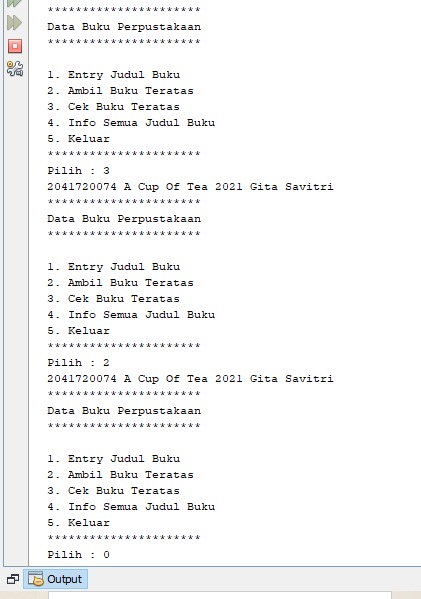 **********************
Data Buku Perpustakaan
**********************
1. Entry Judul Buku
2. Ambil Buku Teratas
3. Cek Buku Teratas
4. Info Semua Judul Buku
5. Keluar
**********************
Pilih : 3
2041720074 A Cup Of Tea 2021 Gita Savitri
**********************
Data Buku Perpustakaan
**********************
1. Entry Judul Buku
2. Ambil Buku Teratas
3. Cek Buku Teratas
4. Info Semua Judul Buku
5. Keluar
**********************
Pilih : 2
2041720074 A Cup Of Tea 2021 Gita Savitri
**********************
Data Buku Perpustakaan
**********************
1. Entry Judul Buku
2. Ambil Buku Teratas
3. Cek Buku Teratas
4. Info Semua Judul Buku
5. Keluar
**********************
Pilih : 0
Output